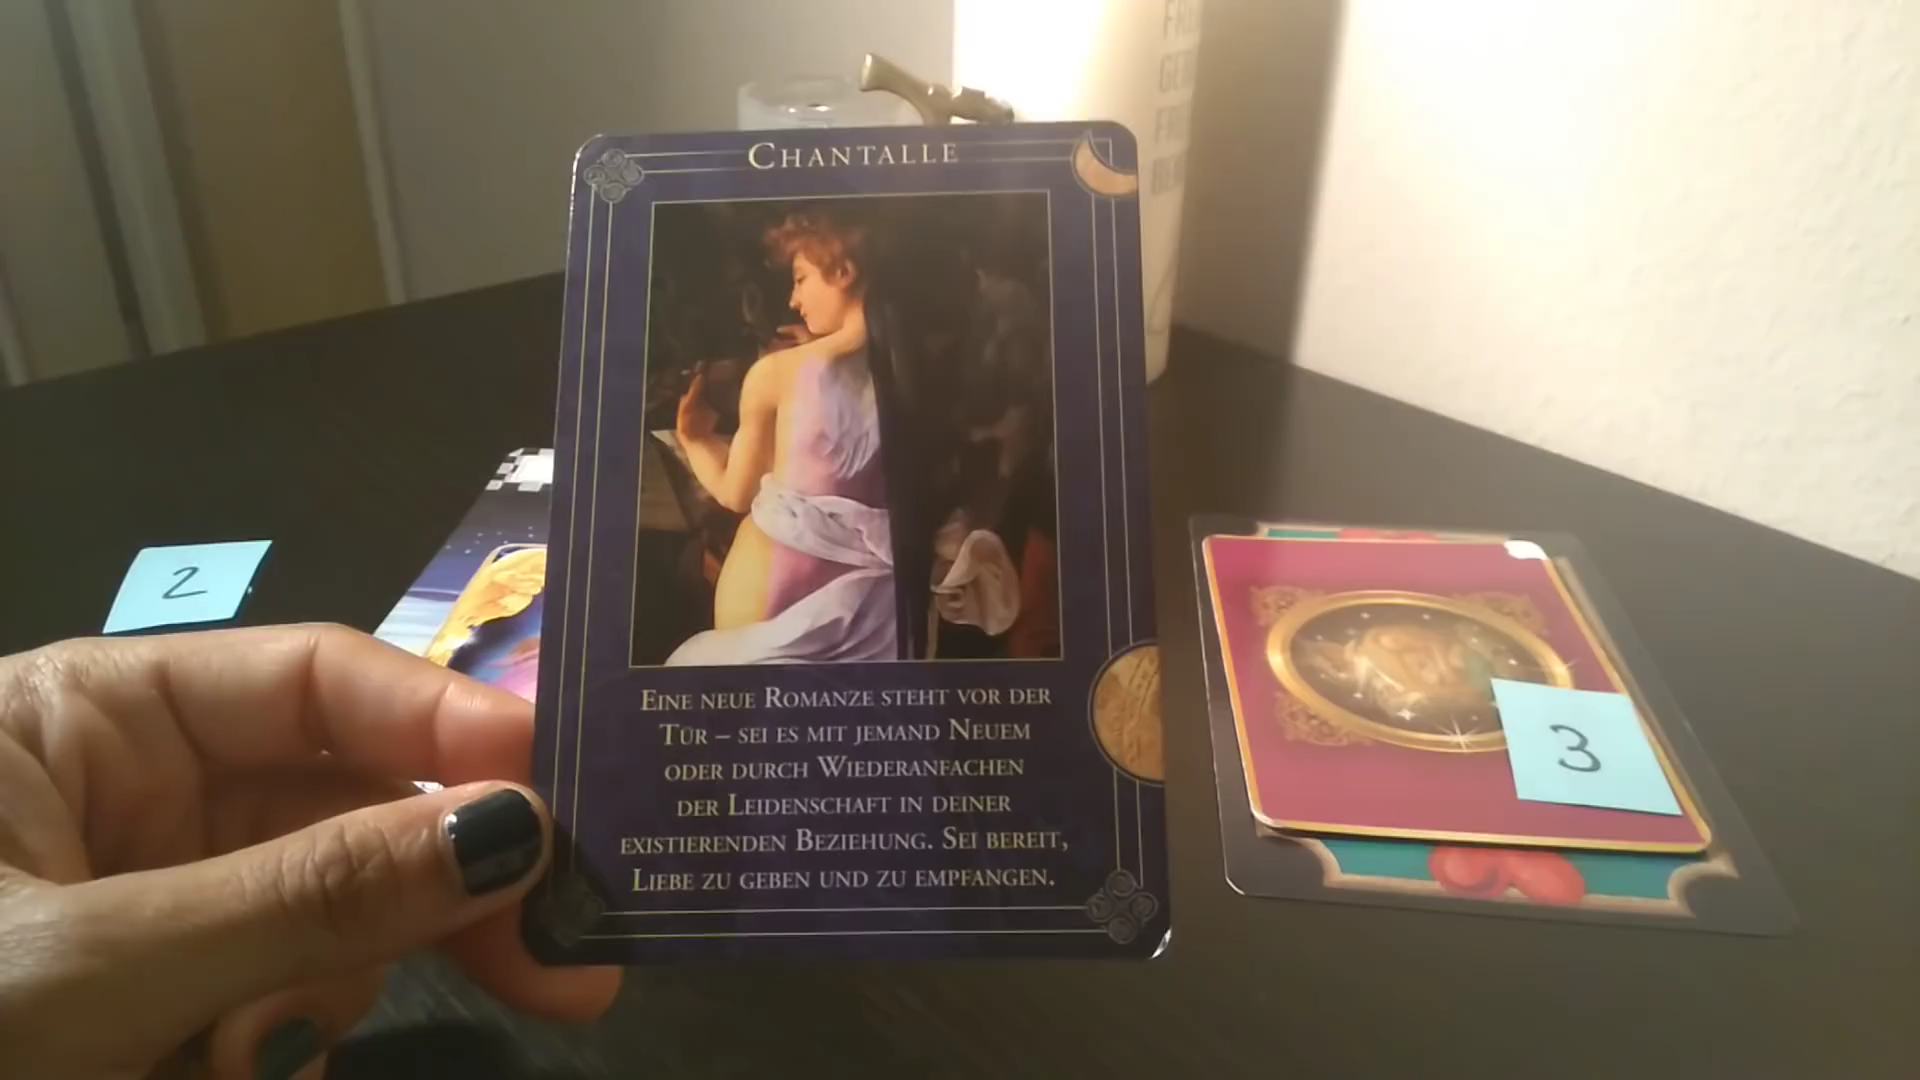 CHANTALLE
EINE NEUE ROMANZE STEHT VOR DER
TÜR – SEI ES MIT JEMAND NEUEM
ODER DURCH WIEDERANFACHEN
DER LEIDENSCHAFT IN DEINER
EXISTIERENDEN BEZIEHUNG. SEI BEREIT,
LIEBE ZU GEBEN UND ZU EMPFANGEN.
2
3